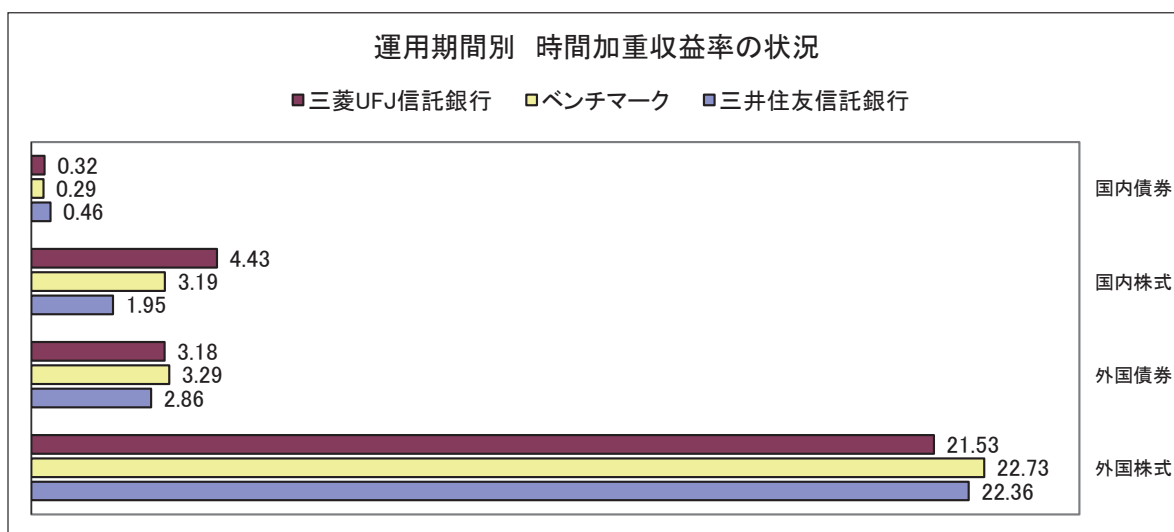 運用期間別　時間加重収益率の状況
三菱UFJ信託銀行 ベンチマーク 三井住友信託銀行
0.32
0.29
0.46
国内債券
4.43
3.19
1.95
国内株式
3.18
3.29
2.86
外国債券
21.53
22.73
22.36
外国株式